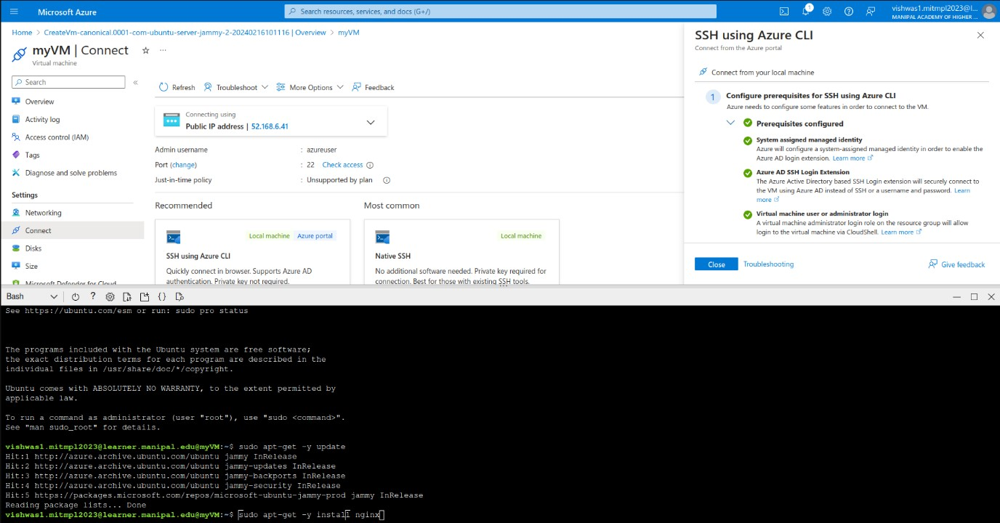 Microsoft Azure
Search resources, services, and docs (G+/)
1
vishwas1.mitmpl2023@l...
MANIPAL ACADEMY OF HIGHER ...
Home > CreateVm-canonical.0001-com-ubuntu-server-jammy-2-20240216101116 | Overview > myVM
myVM | Connect ☆ ...
Virtual machine
Search
«
Overview
Activity log
Access control (IAM)
Tags
Diagnose and solve problems
Settings
Networking
Connect
Disks
Size
Microsoft Defender for Cloud
Refresh
Troubleshoot
More Options
Feedback
Connecting using
Public IP address | 52.168.6.41
Admin username : azureuser
Port (change) : 22 Check access
Just-in-time policy : Unsupported by plan
Recommended
Local machine Azure portal
SSH using Azure CLI
Quickly connect in browser. Supports Azure AD
authentication. Private key not required.
Most common
Local machine
Native SSH
No additional software needed. Private key required for
connection. Best for those with existing SSH tools.
SSH using Azure CLI
Connect from the Azure portal
Connect from your local machine
1 Configure prerequisites for SSH using Azure CLI
Azure needs to configure some features in order to connect to the VM.
Prerequisites configured
System assigned managed identity
Azure will configure a system-assigned managed identity in order to enable the
Azure AD login extension. Learn more
Azure AD SSH Login Extension
The Azure Active Directory based SSH Login extension will securely connect to
the VM using Azure AD instead of SSH or a username and password. Learn
more
Virtual machine user or administrator login
A virtual machine administrator login role on the resource group will allow
login to the virtual machine via CloudShell. Learn more
Close Troubleshooting
Give feedback
Bash
? {}
See https://ubuntu.com/esm or run: sudo pro status
The programs included with the Ubuntu system are free software;
the exact distribution terms for each program are described in the
individual files in /usr/share/doc/*/copyright.
Ubuntu comes with ABSOLUTELY NO WARRANTY, to the extent permitted by
applicable law.
To run a command as administrator (user "root"), use "sudo <command>".
See "man sudo_root" for details.
vishwas1.mitmpl2023@learner.manipal.edu@myVM:~$ sudo apt-get -y update
Hit:1 http://azure.archive.ubuntu.com/ubuntu jammy InRelease
Hit:2 http://azure.archive.ubuntu.com/ubuntu jammy-updates InRelease
Hit:3 http://azure.archive.ubuntu.com/ubuntu jammy-backports InRelease
Hit:4 http://azure.archive.ubuntu.com/ubuntu jammy-security InRelease
Hit:5 https://packages.microsoft.com/repos/microsoft-ubuntu-jammy-prod jammy InRelease
Reading package lists... Done
vishwas1.mitmpl2023@learner.manipal.edu@myVM:~$ sudo apt-get -y install nginx